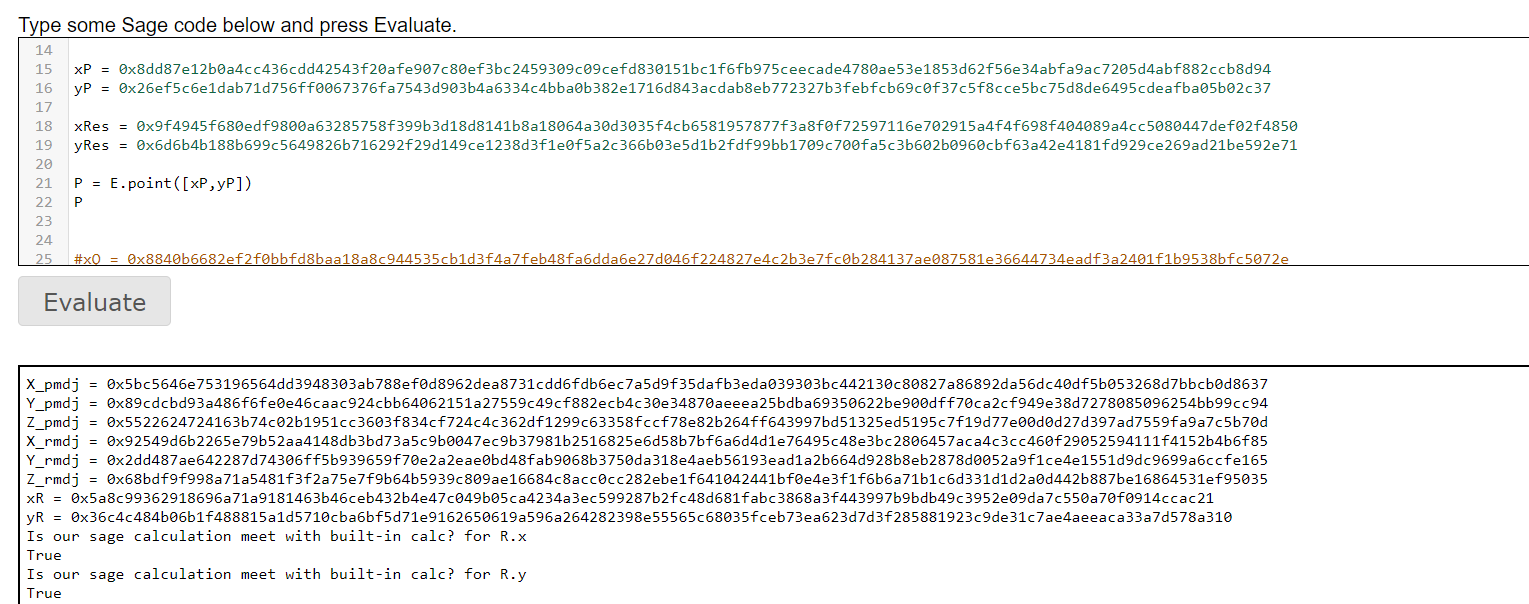 Type some Sage code below and press Evaluate.
14
15 xP = 0x8dd87e12b0a4cc436cdd42543f20afe907c80ef3bc2459309c09cefd830151bc1f6fb975ceecade4780ae53e1853d62f56e34abfa9ac7205d4abf882ccb8d94
16 yP = 0x26ef5c6e1dab71d756ff0067376fa7543d903b4a6334c4bba0b382e1716d843acdab8eb772327b3febfcb69c0f37c5f8cce5bc75d8de6495cdeafba05b02c37
17
18 xRes = 0x9f4945f680edf9800a63285758f399b3d18d8141b8a18064a30d3035f4cb6581957877f3a8f0f72597116e702915a4f4f698f404089a4cc5080447def02f4850
19 yRes = 0x6d6b4b188b699c5649826b716292f29d149ce1238d3f1e0f5a2c366b03e5d1b2fdf99bb1709c700fa5c3b602b0960cbf63a42e4181fd929ce269ad21be592e71
20
21 P = E.point([xP,yP])
22 P
23
24
25 #xQ = 0x8840b6682ef2f0bbfd8baa18a8c944535cb1d3f4a7feb48fa6dda6e27d046f224827e4c2b3e7fc0b284137ae087581e36644734eadf3a2401f1b9538bfc5072e
Evaluate
X_pmdj = 0x5bc5646e753196564dd3948303ab788ef0d8962dea8731cdd6fdb6ec7a5d9f35dafb3eda039303bc442130c80827a86892da56dc40df5b053268d7bbcb0d8637
Y_pmdj = 0x89cdcbd93a486f6fe0e46caac924cbb64062151a27559c49cf882ecb4c30e34870aeeea25bdba69350622be900dff70ca2cf949e38d7278085096254bb99cc94
Z_pmdj = 0x5522624724163b74c02b1951cc3603f834cf724c4c362df1299c63358fccf78e82b264ff643997bd51325ed5195c7f19d77e00d0d27d397ad7559fa9a7c5b70d
X_rmdj = 0x92549d6b2265e79b52aa4148db3bd73a5c9b0047ec9b37981b2516825e6d58b7bf6a6d4d1e76495c48e3bc2806457aca4c3cc460f29052594111f4152b4b6f85
Y_rmdj = 0x2dd487ae642287d74306ff5b939659f70e2a2eae0bd48fab9068b3750da318e4aeb56193ead1a2b664d928b8eb2878d0052a9f1ce4e1551d9dc9699a6ccfe165
Z_rmdj = 0x68bdf9f998a71a5481f3f2a75e7f9b64b5939c809ae16684c8acc0cc282ebe1f641042441bf0e4e3f1f6b6a71b1c6d331d1d2a0d442b887be16864531ef95035
xR = 0x5a8c99362918696a71a9181463b46ceb432b4e47c049b05ca4234a3ec599287b2fc48d681fabc3868a3f443997b9bdb49c3952e09da7c550a70f0914ccac21
yR = 0x36c4c484b06b1f488815a1d5710cba6bf5d71e9162650619a596a264282398e55565c68035fceb73ea623d7d3f285881923c9de31c7ae4aeeaca33a7d578a310
Is our sage calculation meet with built-in calc? for R.x
True
Is our sage calculation meet with built-in calc? for R.y
True